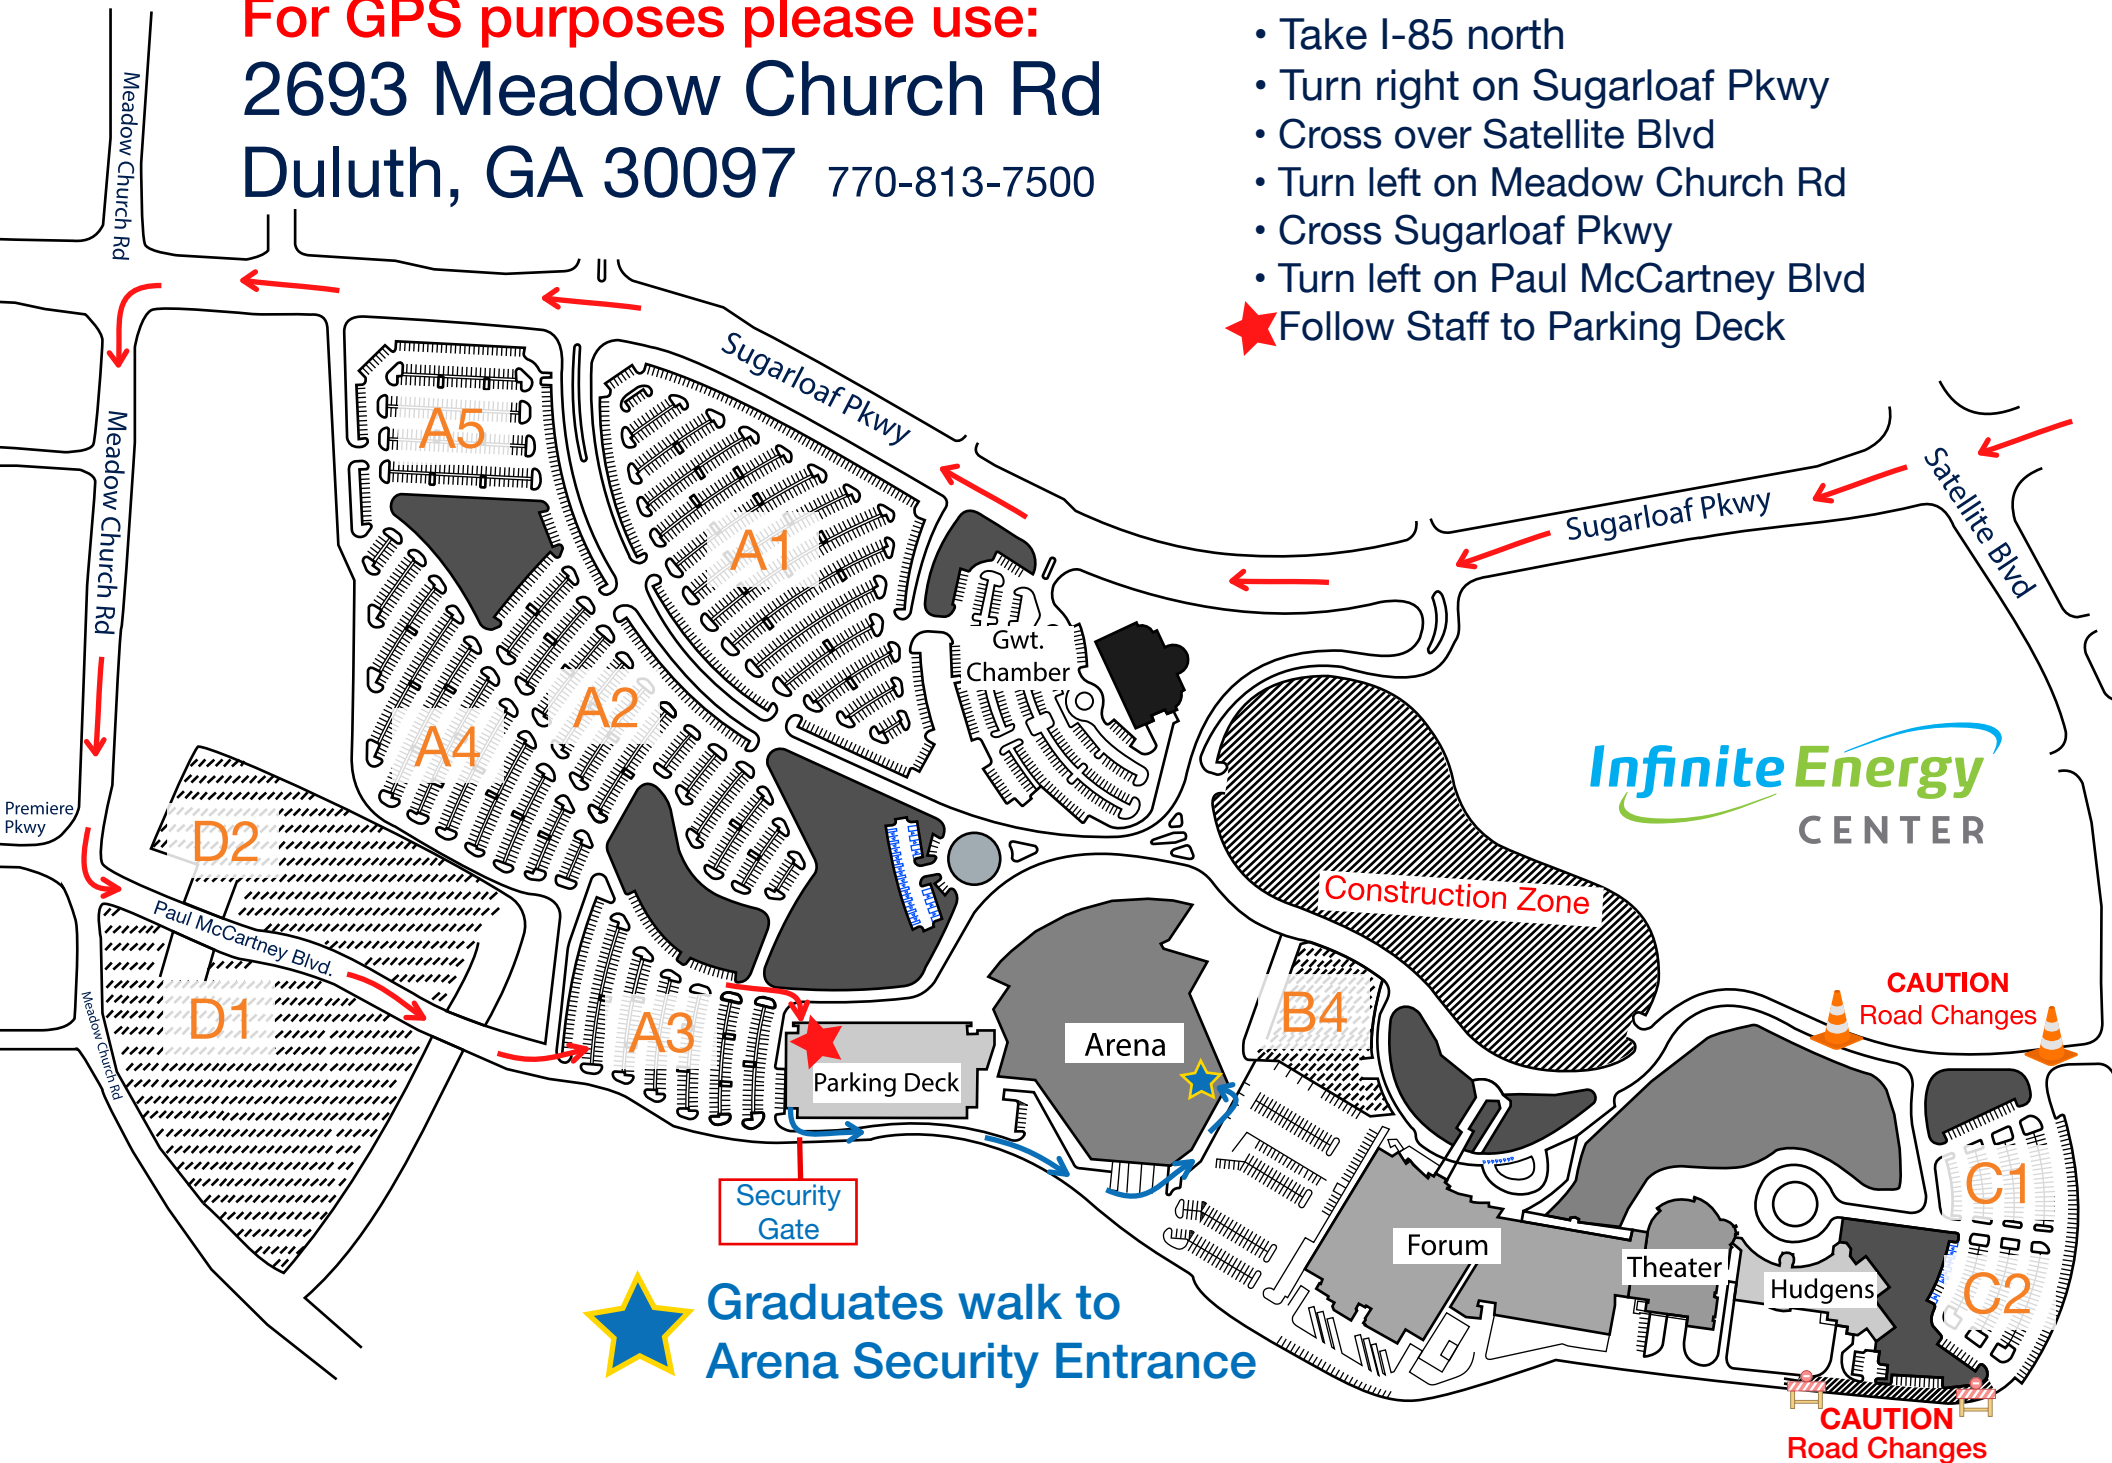 For GPS purposes please use:
2693 Meadow Church Rd
Duluth, GA 30097 770-813-7500
• Take I-85 north
• Turn right on Sugarloaf Pkwy
• Cross over Satellite Blvd
• Turn left on Meadow Church Rd
• Cross Sugarloaf Pkwy
• Turn left on Paul McCartney Blvd
Follow Staff to Parking Deck
Meadow Church Rd
Sugarloaf Pkwy
A5
Meadow Church Rd
A1
Sugarloaf Pkwy
Satellite Blvd
Gwt.
Chamber
A2
A4
Infinite Energy
CENTER
Premiere
Pkwy
D2
Construction Zone
Paul McCartney Blvd.
D1
Meadow Church Rd
A3
B4
CAUTION
Road Changes
Arena
Parking Deck
Security
Gate
C1
Forum
Theater
Hudgens
C2
Graduates walk to
Arena Security Entrance
CAUTION
Road Changes